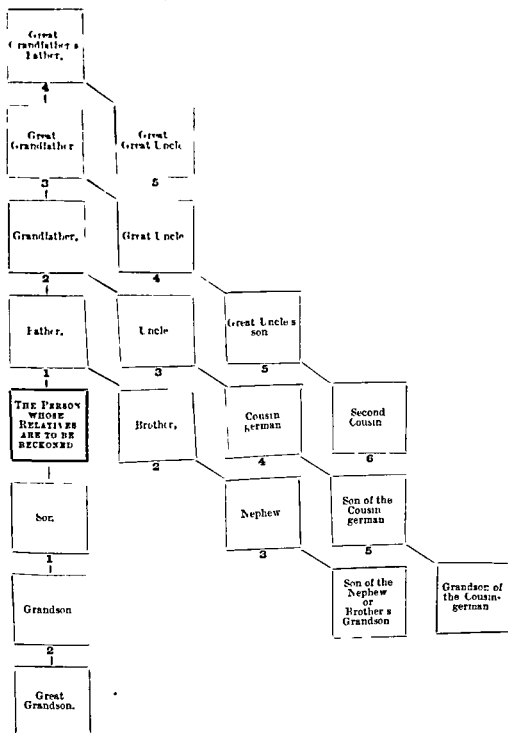 Great
Grandfather's
Father,
4
Great
Grandfather
3
Great
Great Uncle
5
Grandfather,
2
Great Uncle
4
Father,
1
Uncle
3
Great Uncle's
son
5
THE PERSON
WHOSE
RELATIVES
ARE TO BE
RECKONED
Brother,
2
Cousin
german
4
Second
Cousin
6
Son
1
Nephew
3
Son of the
Cousin
german
5
Grandson
2
Son of the
Nephew
or
Brother's
Grandson
Grandson of
the Cousin-
german
Great
Grandson.